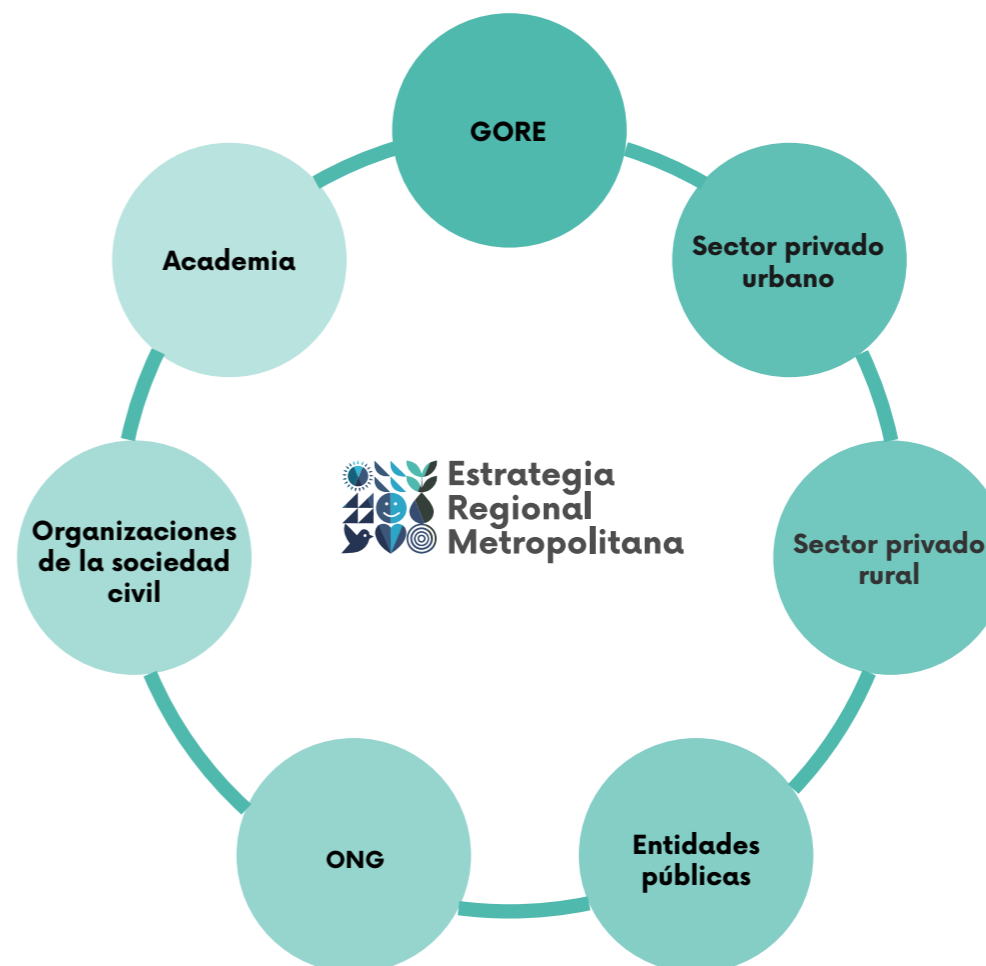 GORE
Sector privado
urbano
Sector privado
rural
Entidades
públicas
ONG
Organizaciones
de la sociedad
civil
Academia
Estrategia
Regional
Metropolitana